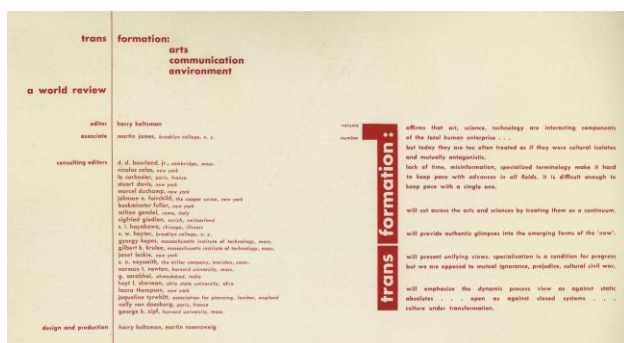 trans formation:
arts
communication
environment
a world review
editor harry holtzman
associate martin james, brooklyn college, n. y.
consulting editors d. d. bourland, jr., cambridge, mass.
nicolas calas, new york
le corbusier, paris, france
stuart davis, new york
marcel duchamp, new york
johnson e. fairchild, the cooper union, new york
buckminster fuller, new york
milton gendel, rome, italy
sigfried giedion, zurich, switzerland
s. i. hayakawa, chicago, illinois
s. w. hayter, brooklyn college, n. y.
gyorgy kepes, massachusetts institute of technology, mass.
gilbert k. krulee, massachusetts institute of technology, mass.
janet lackin, new york
s. n. naysmith, the miller company, meriden, conn.
norman t. newton, harvard university, mass.
g. sarabhai, ahmedabad, india
hoyt l. sherman, ohio state university, ohio
laura thompson, new york
jaqueline tyrwhitt, association for planning, london, england
nelly van doesburg, paris, france
george k. zipf, harvard university, mass.
design and production harry holtzman, martin rosenzweig
volume
number
1
trans formation:
affirms that art, science, technology are interacting components
of the total human enterprise . . .
but today they are too often treated as if they were cultural isolates
and mutually antagonistic.
lack of time, misinformation, specialized terminology make it hard
to keep pace with advances in all fields. it is difficult enough to
keep pace with a single one.
will cut across the arts and sciences by treating them as a continuum.
will provide authentic glimpses into the emerging forms of the 'now'.
will present unifying views. specialization is a condition for progress
but we are opposed to mutual ignorance, prejudice, cultural civil war.
will emphasize the dynamic process view as against static
absolutes . . . open as against closed systems . . .
culture under transformation.